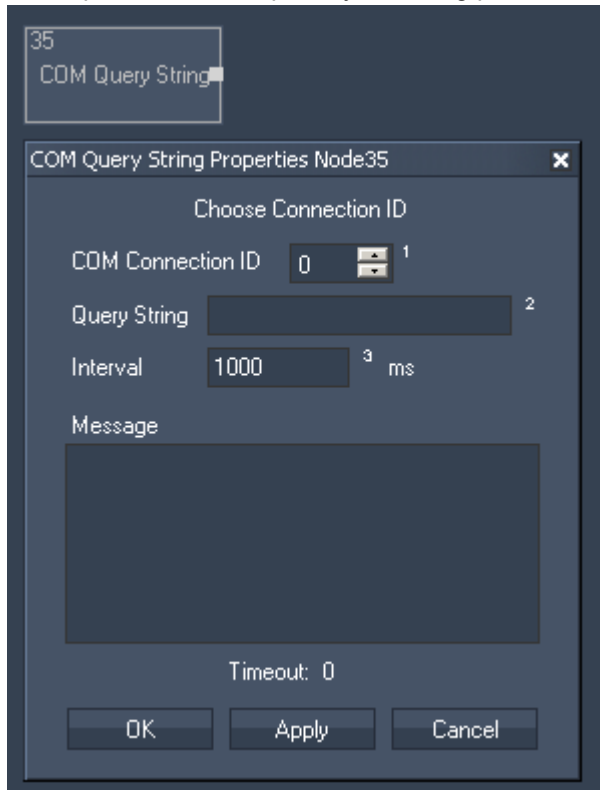 35
COM Query String
COM Query String Properties Node35 x
Choose Connection ID
COM Connection ID 0 1
Query String 2
Interval 1000 3 ms
Message
Timeout: 0
OK Apply Cancel